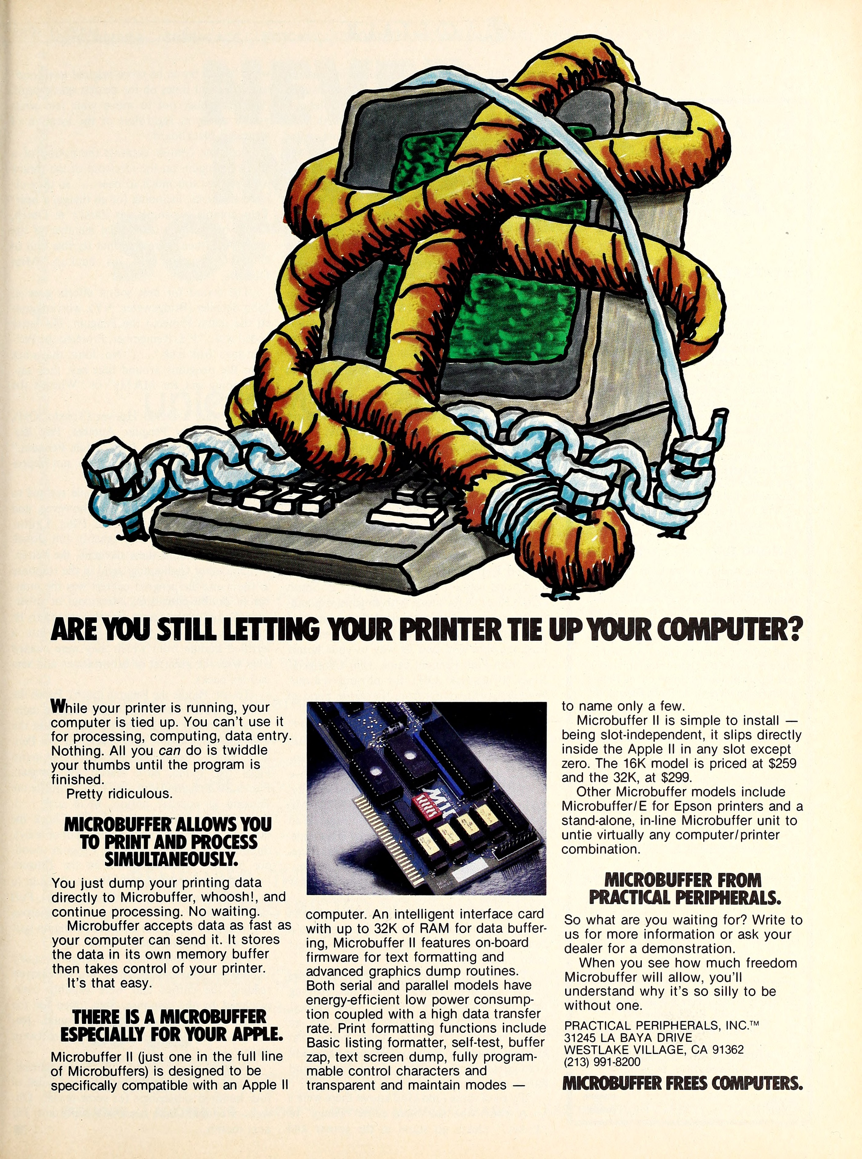 ARE YOU STILL LETTING YOUR PRINTER TIE UP YOUR COMPUTER?
While your printer is running, your
computer is tied up. You can't use it
for processing, computing, data entry.
Nothing. All you can do is twiddle
your thumbs until the program is
finished.
Pretty ridiculous.
MICROBUFFER™ ALLOWS YOU
TO PRINT AND PROCESS
SIMULTANEOUSLY.
You just dump your printing data
directly to Microbuffer, whoosh!, and
continue processing. No waiting.
Microbuffer accepts data as fast as
your computer can send it. It stores
the data in its own memory buffer
then takes control of your printer.
It's that easy.
THERE IS A MICROBUFFER
ESPECIALLY FOR YOUR APPLE.
Microbuffer II (just one in the full line
of Microbuffers) is designed to be
specifically compatible with an Apple II
computer. An intelligent interface card
with up to 32K of RAM for data buffer-
ing, Microbuffer II features on-board
firmware for text formatting and
advanced graphics dump routines.
Both serial and parallel models have
energy-efficient low power consump-
tion coupled with a high data transfer
rate. Print formatting functions include
Basic listing formatter, self-test, buffer
zap, text screen dump, fully program-
mable control characters and
transparent and maintain modes —
to name only a few.
Microbuffer II is simple to install —
being slot-independent, it slips directly
inside the Apple II in any slot except
zero. The 16K model is priced at $259
and the 32K, at $299.
Other Microbuffer models include
Microbuffer/E for Epson printers and a
stand-alone, in-line Microbuffer unit to
untie virtually any computer/printer
combination.
MICROBUFFER FROM
PRACTICAL PERIPHERALS.
So what are you waiting for? Write to
us for more information or ask your
dealer for a demonstration.
When you see how much freedom
Microbuffer will allow, you'll
understand why it's so silly to be
without one.
PRACTICAL PERIPHERALS, INC.™
31245 LA BAYA DRIVE
WESTLAKE VILLAGE, CA 91362
(213) 991-8200
MICROBUFFER FREES COMPUTERS.